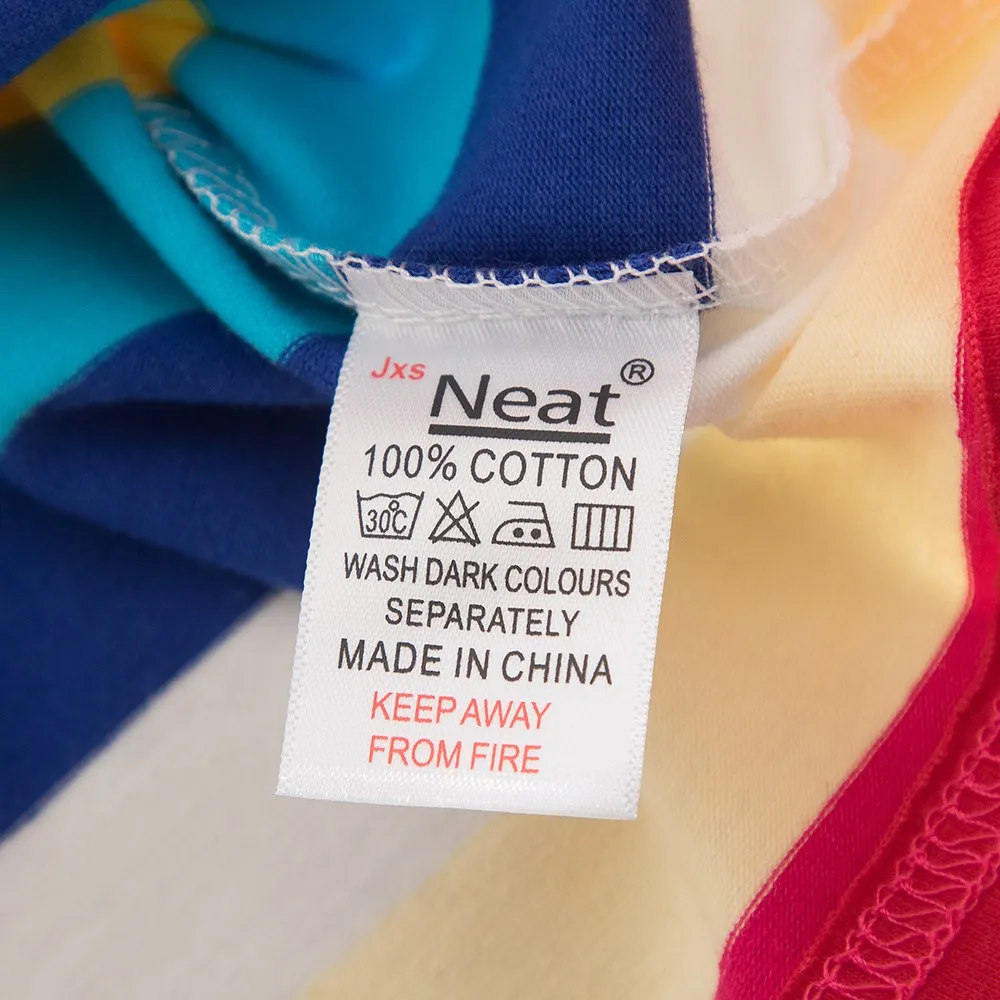 Jxs Neat®
100% COTTON
30℃
WASH DARK COLOURS
SEPARATELY
MADE IN CHINA
KEEP AWAY
FROM FIRE